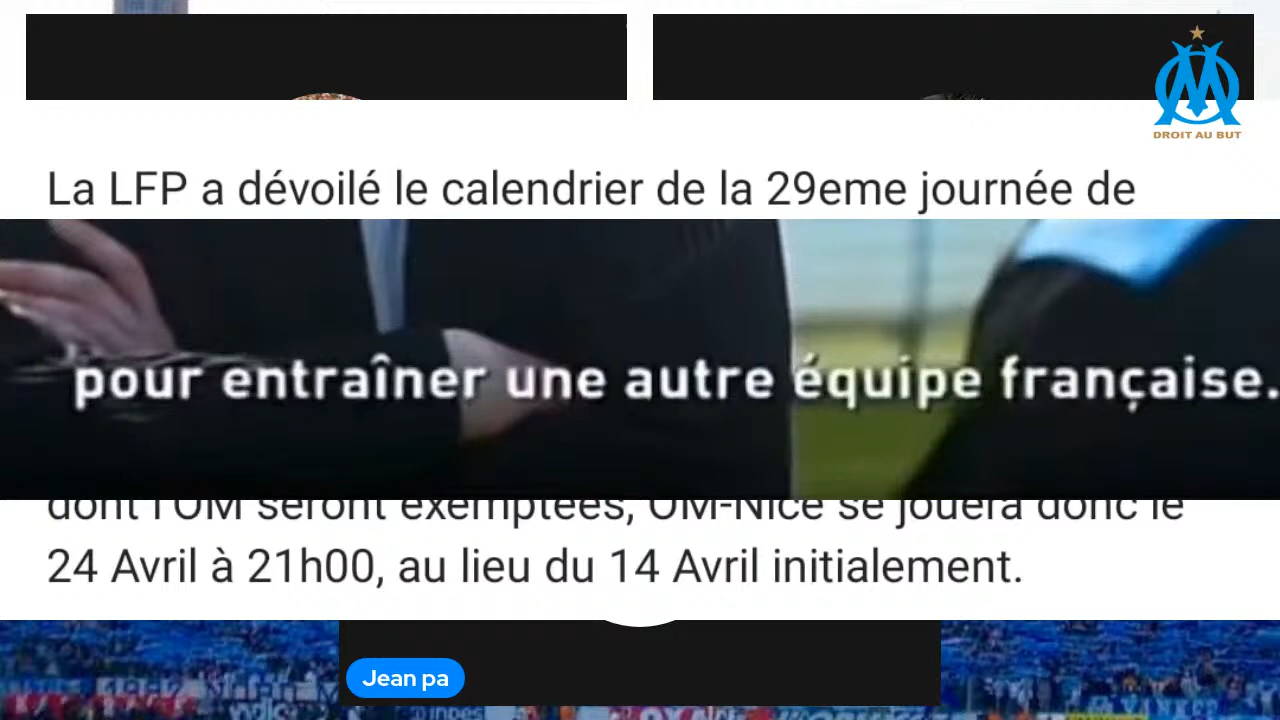 DROIT AU BUT
La LFP a dévoilé le calendrier de la 29eme journée de
pour entraîner une autre équipe française.
dont l'OM seront exemptées, OM-Nice se jouera donc le
24 Avril à 21h00, au lieu du 14 Avril initialement.
Jean pa